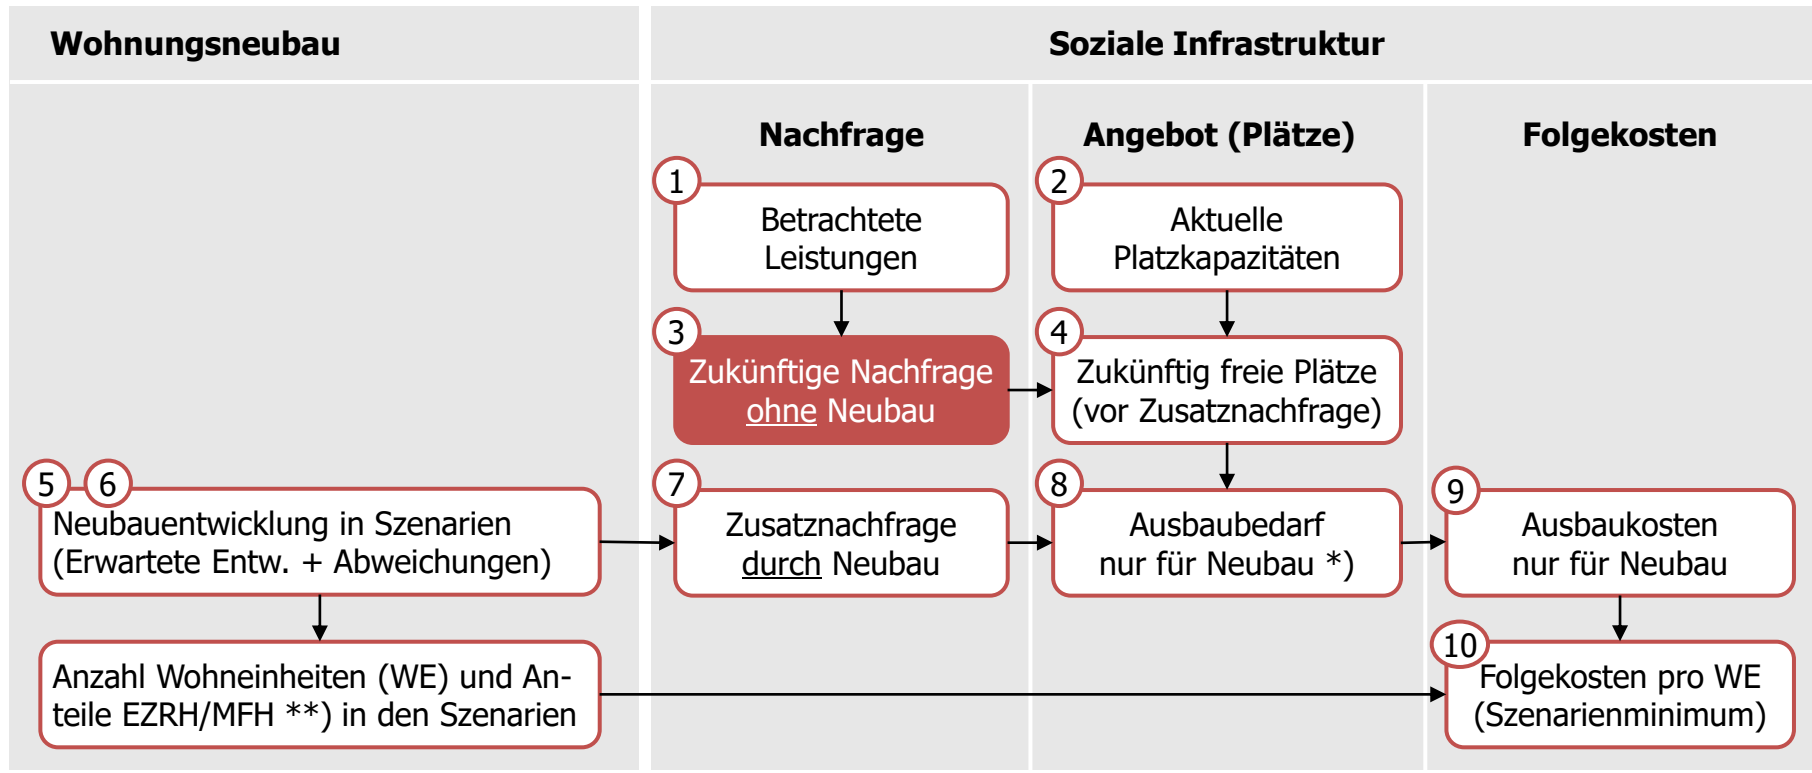 Wohnungsneubau
Soziale Infrastruktur
Nachfrage
Angebot (Plätze)
Folgekosten
1
Betrachtete
Leistungen
2
Aktuelle
Platzkapazitäten
3
Zukünftige Nachfrage
ohne Neubau
4
Zukünftig freie Plätze
(vor Zusatznachfrage)
5
6
Neubauentwicklung in Szenarien
(Erwartete Entw. + Abweichungen)
7
Zusatznachfrage
durch Neubau
8
Ausbaubedarf
nur für Neubau *)
9
Ausbaukosten
nur für Neubau
Anzahl Wohneinheiten (WE) und An-
teile EZRH/MFH **) in den Szenarien
10
Folgekosten pro WE
(Szenarienminimum)